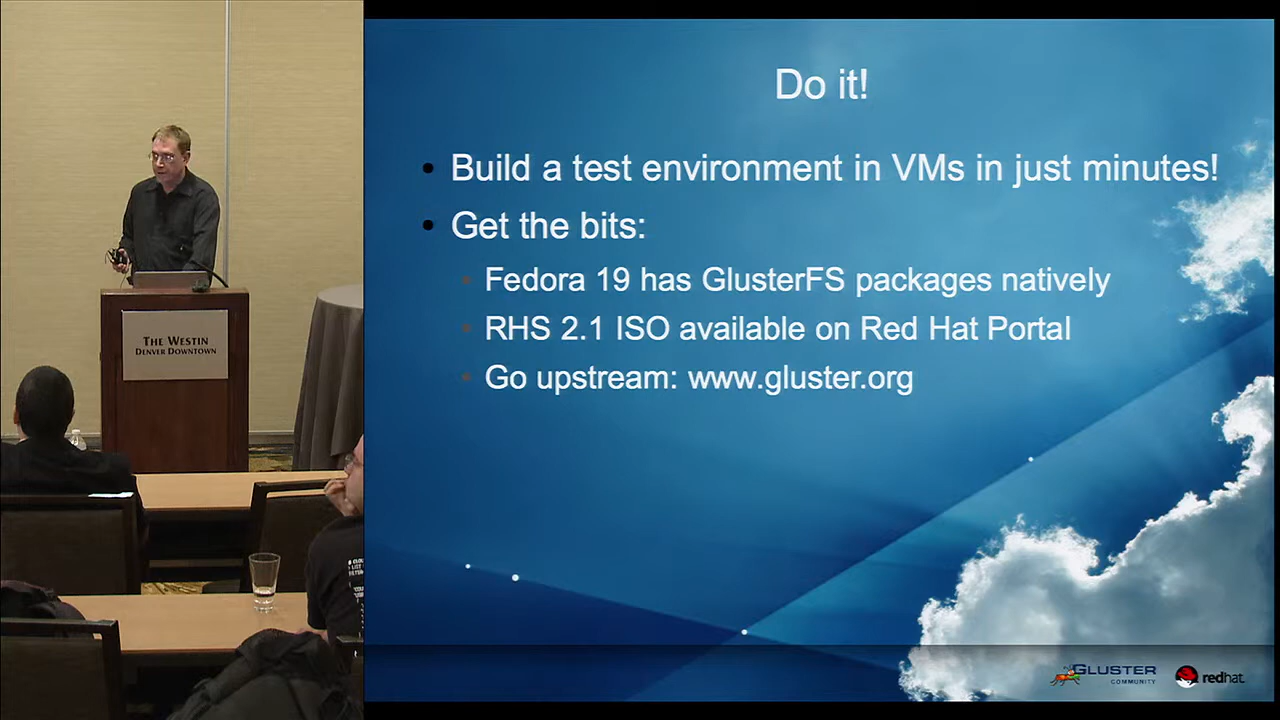 THE WESTIN
DENVER DOWNTOWN
Do it!
Build a test environment in VMs in just minutes!
Get the bits:
Fedora 19 has GlusterFS packages natively
RHS 2.1 ISO available on Red Hat Portal
Go upstream: www.gluster.org
GLUSTER
COMMUNITY
redhat.